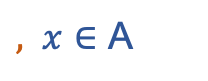 , x ∈ A